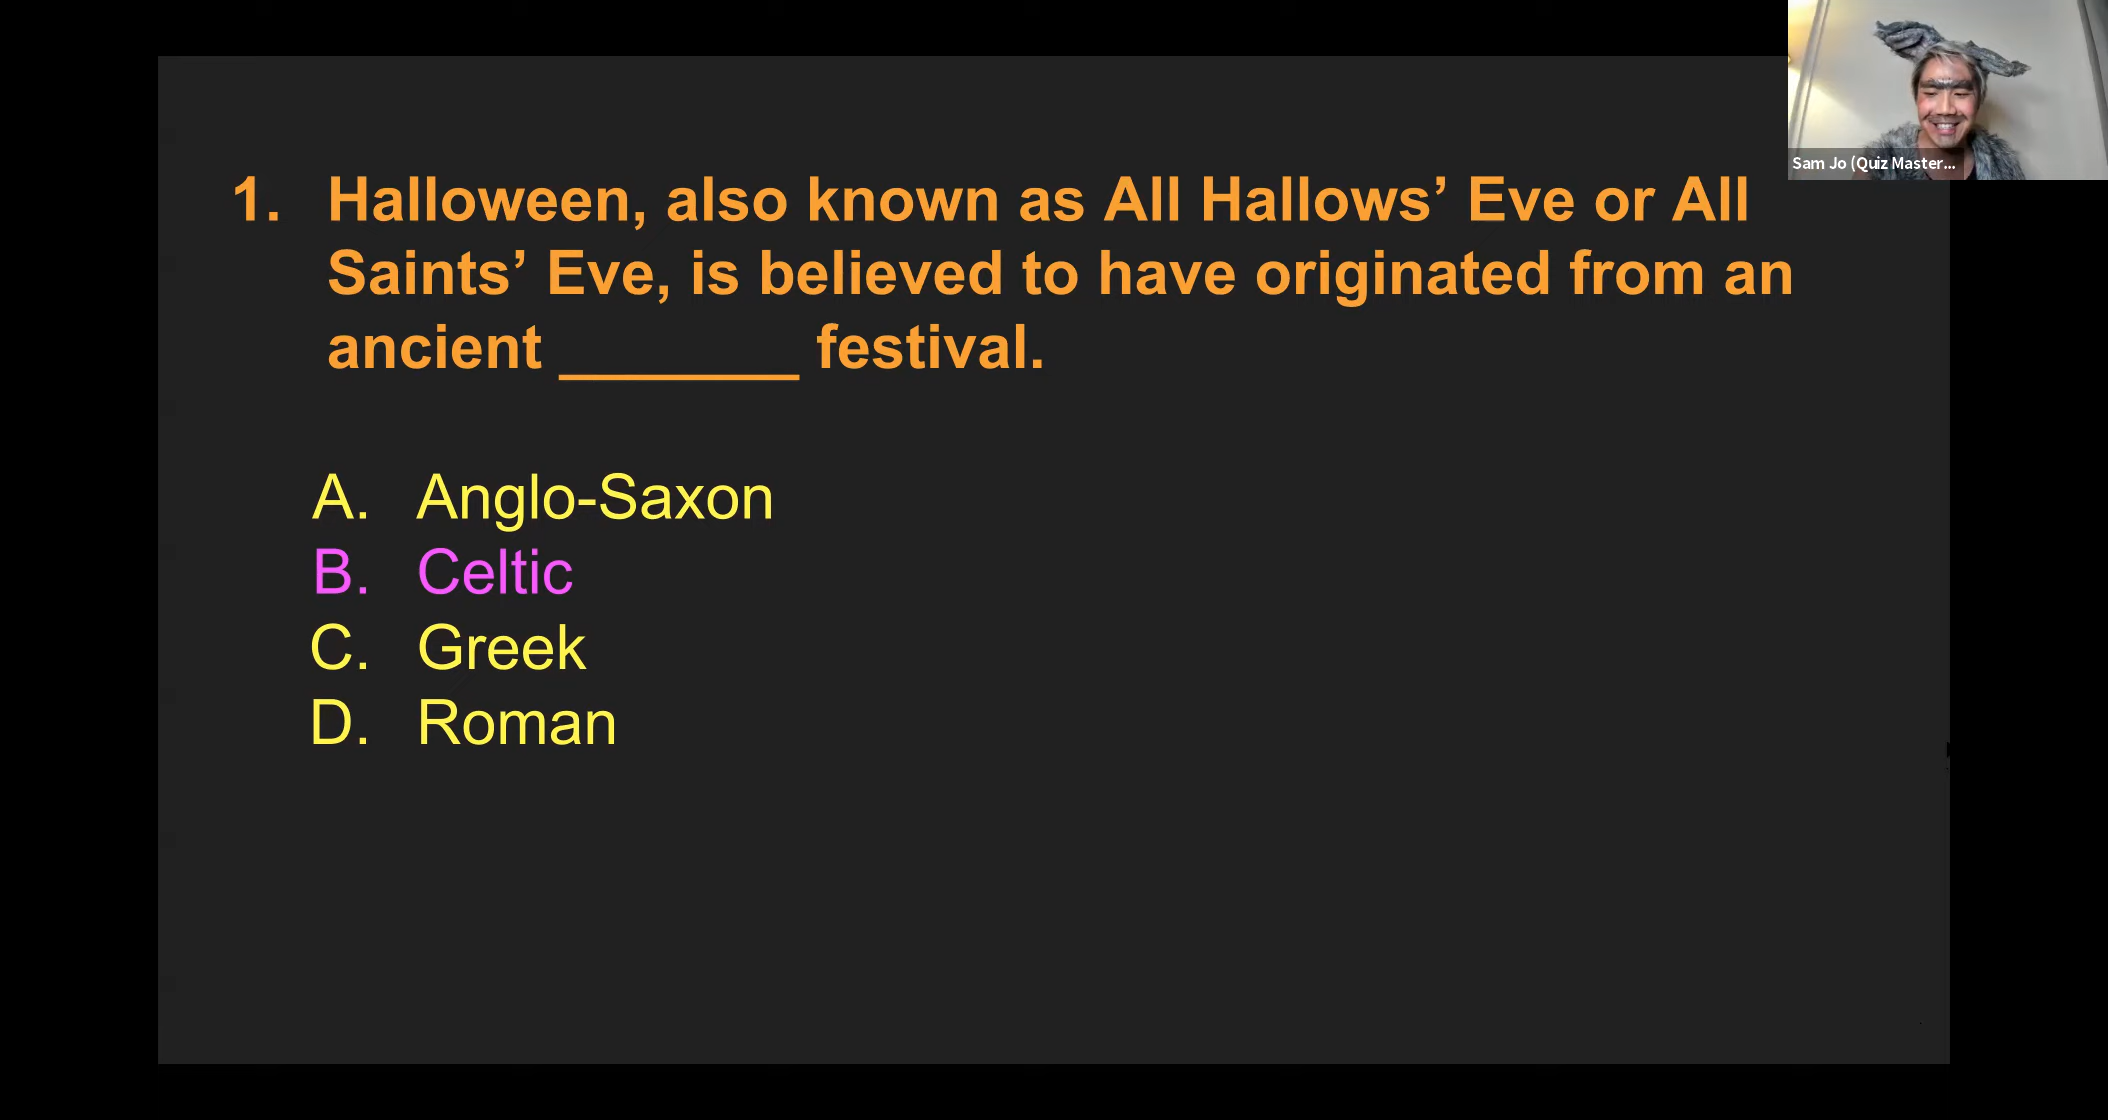 Sam Jo (Quiz Master...
1. Halloween, also known as All Hallows’ Eve or All
Saints’ Eve, is believed to have originated from an
ancient _______ festival.
A. Anglo-Saxon
B. Celtic
C. Greek
D. Roman